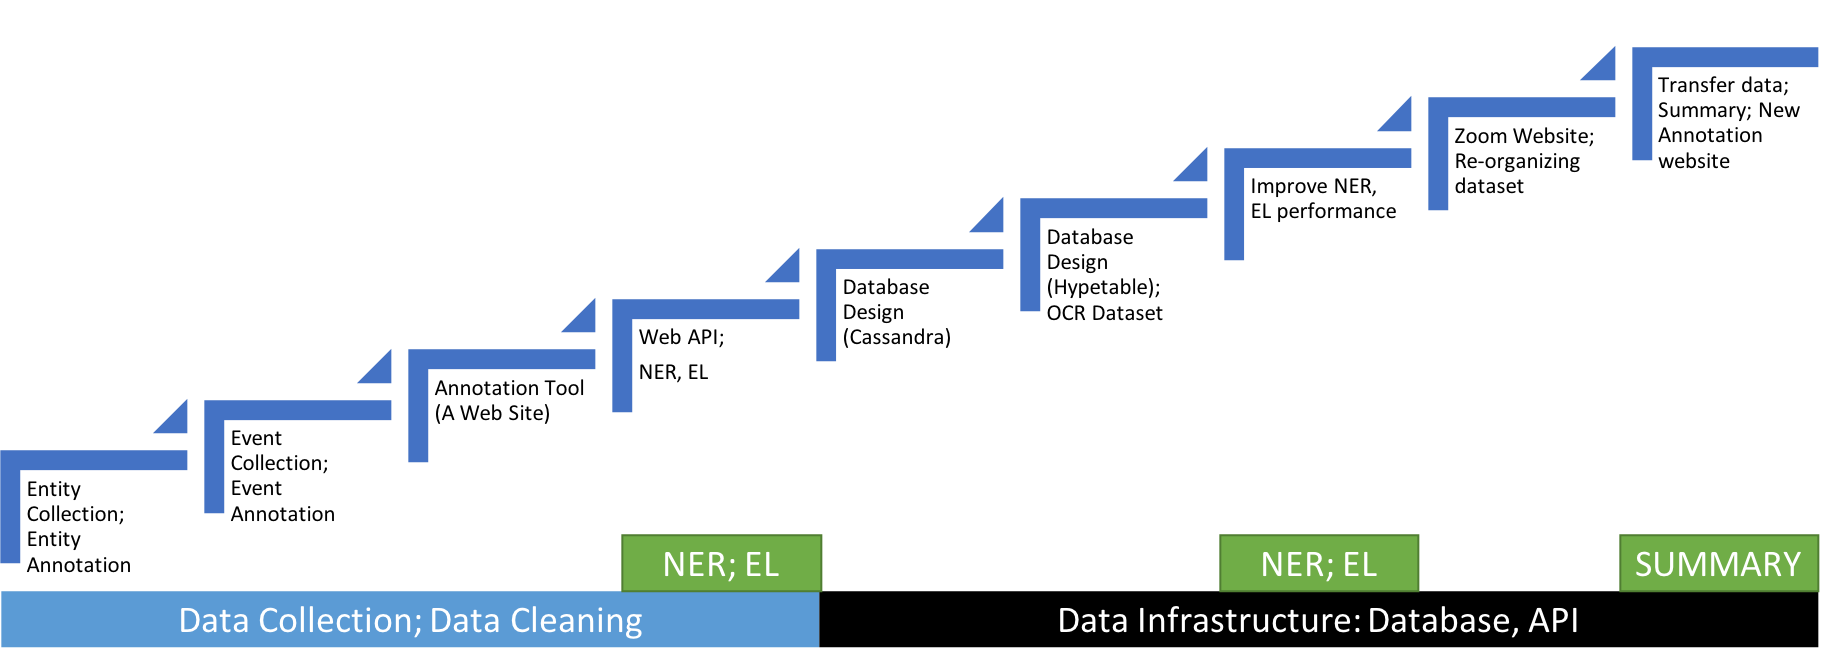 Entity
Collection;
Entity
Annotation
Event
Collection;
Event
Annotation
Annotation Tool
(A Web Site)
Web API;
NER, EL
Database
Design
(Cassandra)
Database
Design
(Hypetable);
OCR Dataset
Improve NER,
EL performance
Zoom Website;
Re-organizing
dataset
Transfer data;
Summary; New
Annotation
website
NER; EL
NER; EL
SUMMARY
Data Collection; Data Cleaning
Data Infrastructure: Database, API